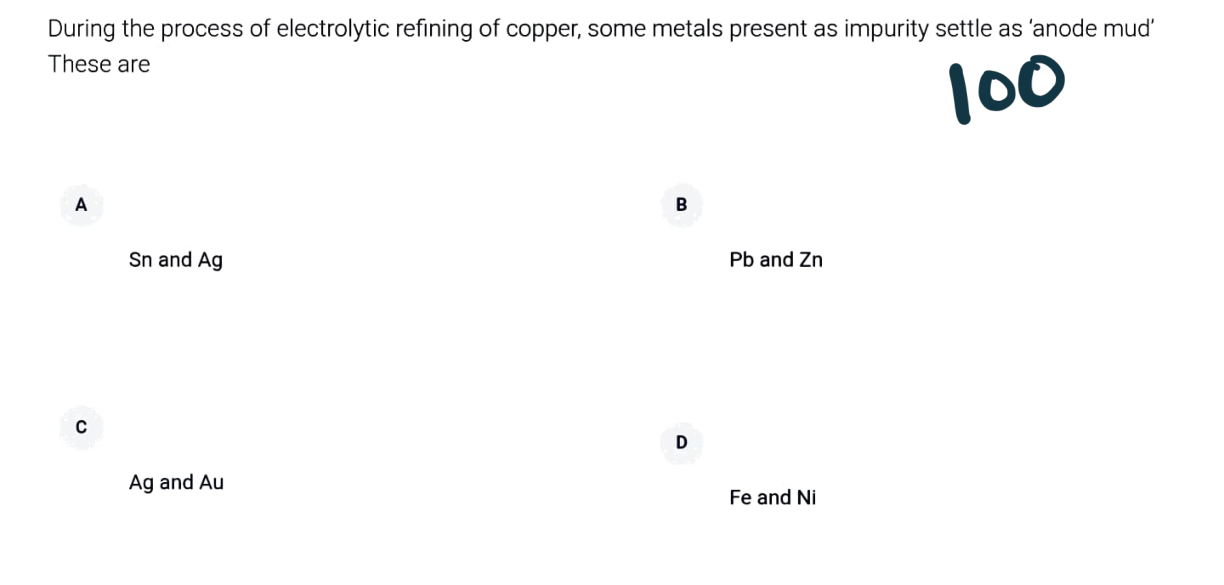 During the process of electrolytic refining of copper, some metals present as impurity settle as ‘anode mud’
These are
100
A
B
Sn and Ag
Pb and Zn
C
D
Ag and Au
Fe and Ni